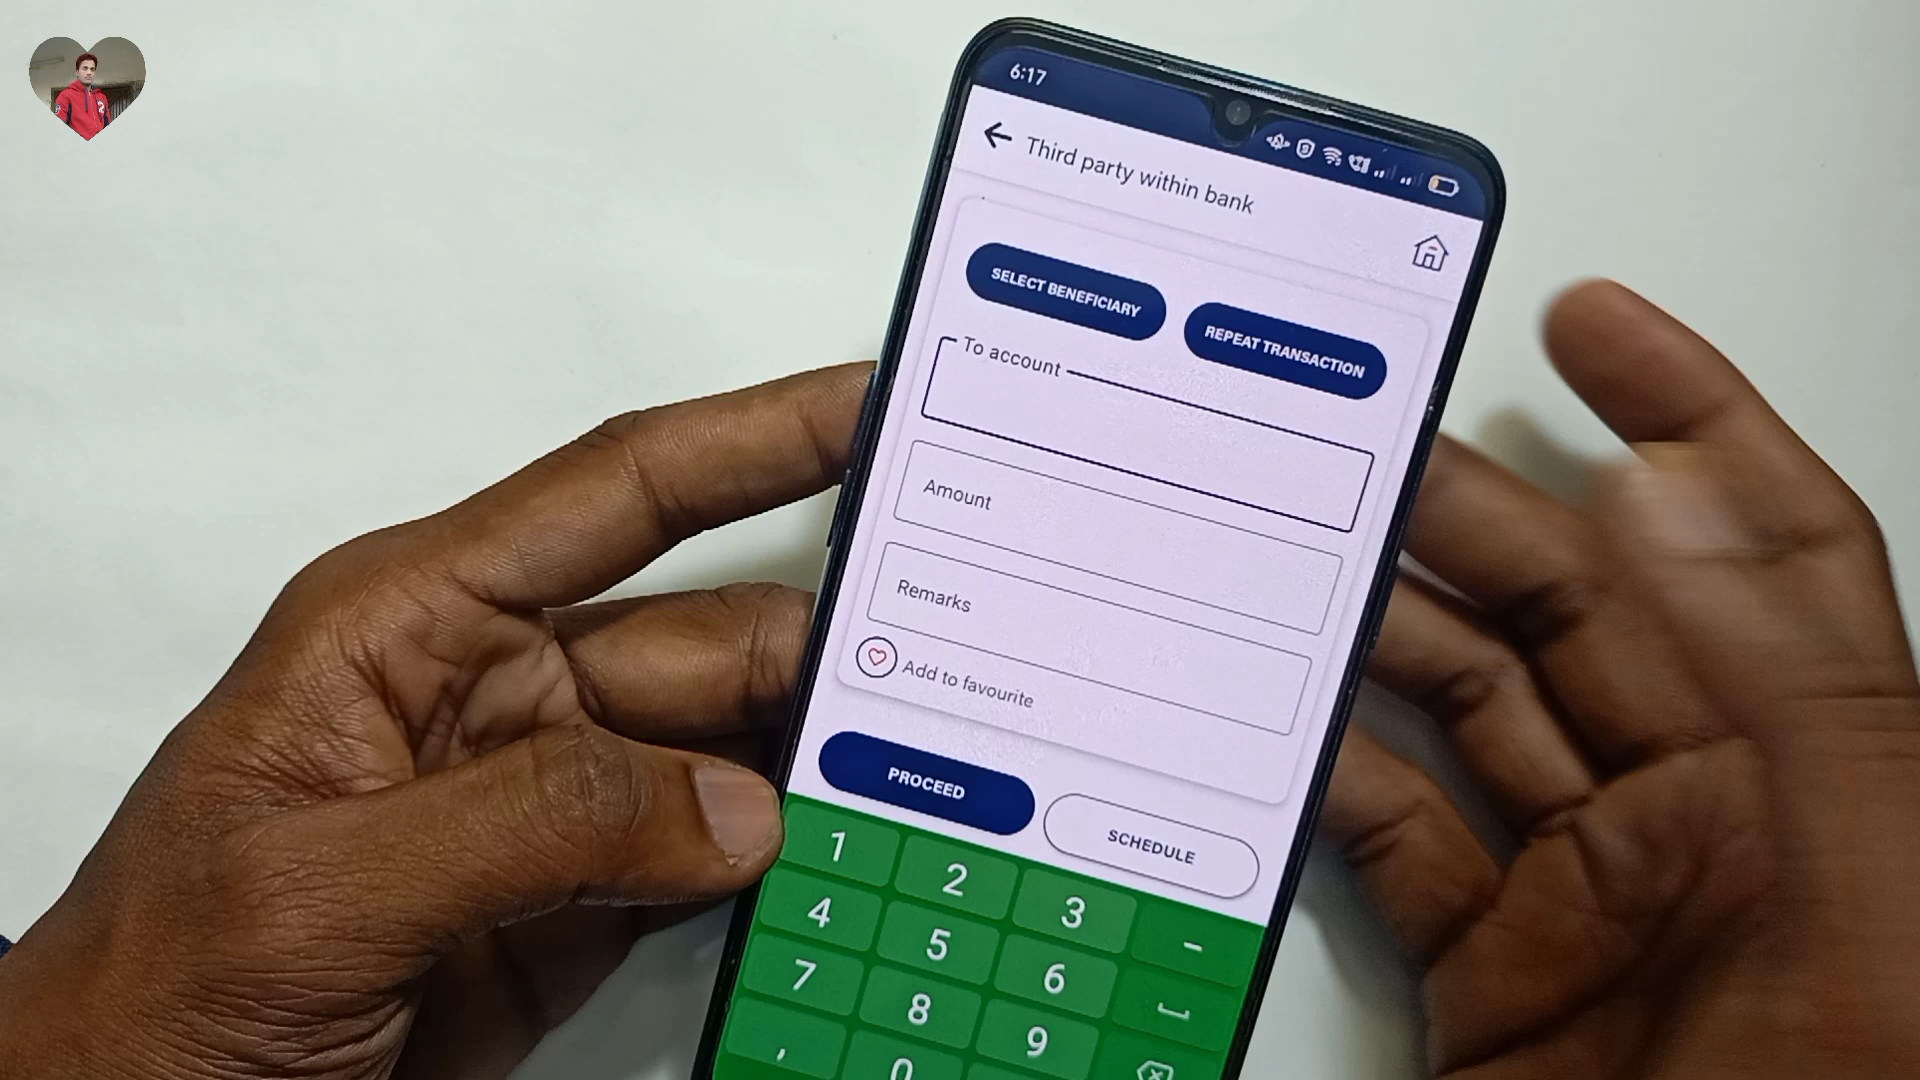 6:17
Third party within bank
SELECT BENEFICIARY
REPEAT TRANSACTION
To account
Amount
Remarks
Add to favourite
PROCEED
SCHEDULE
1 2 3 -
4 5 6
7 8 9
, 0